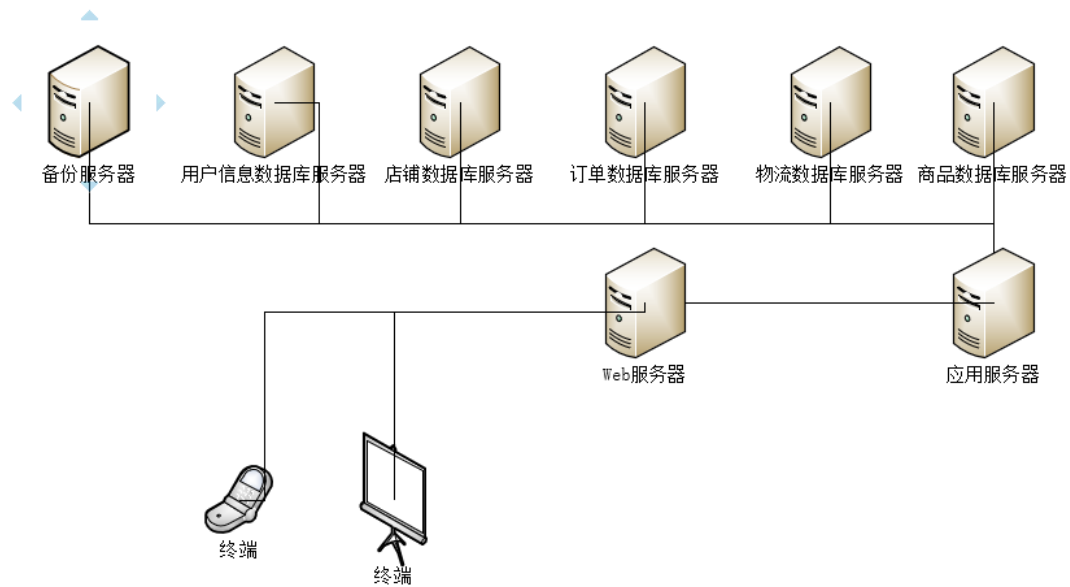 备份服务器
用户信息数据库服务器
店铺数据库服务器
订单数据库服务器
物流数据库服务器
商品数据库服务器
Web服务器
应用服务器
终端
终端